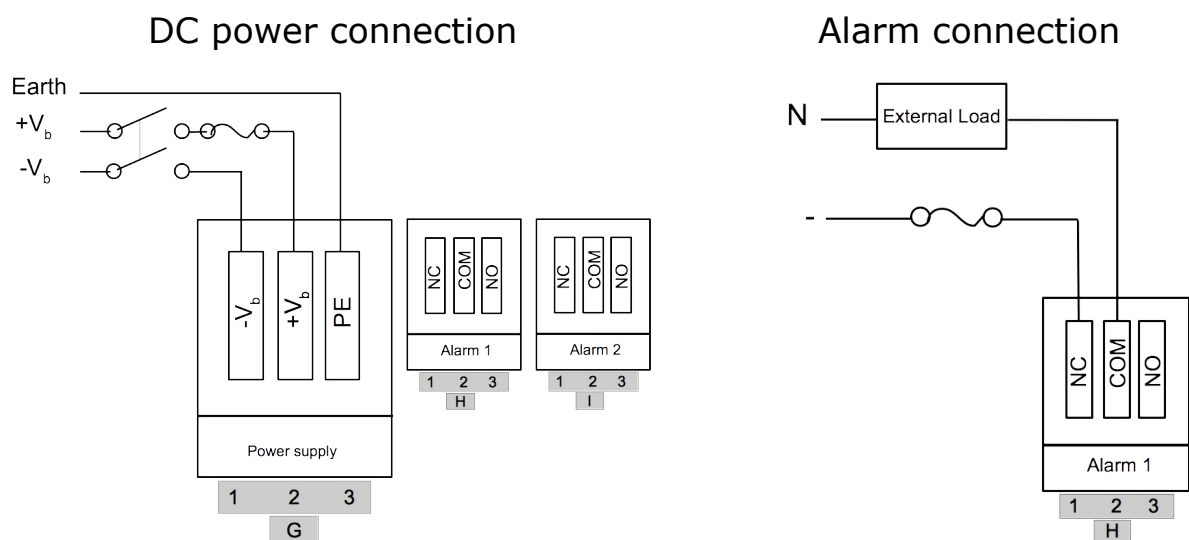 DC power connection
Earth
+Vb
-Vb
-Vb
+Vb
PE
Power supply
1 2 3
G
NC
COM
NO
Alarm 1
1 2 3
H
NC
COM
NO
Alarm 2
1 2 3
I
Alarm connection
N
External Load
-
NC
COM
NO
Alarm 1
1 2 3
H